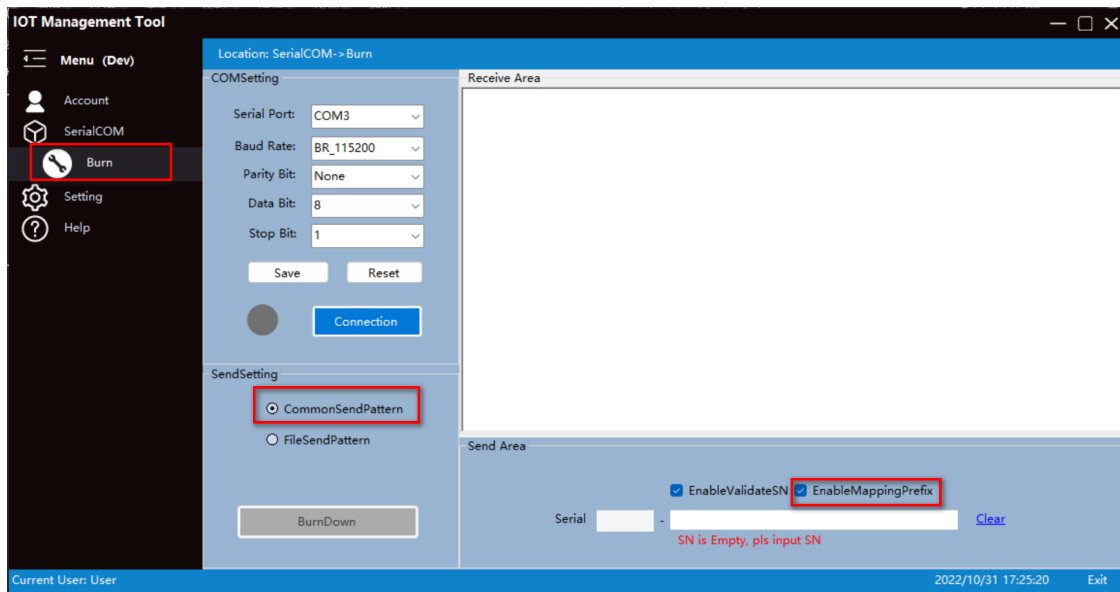 IOT Management Tool
Menu (Dev)
Account
SerialCOM
Burn
Setting
Help
Location: SerialCOM->Burn
COMSetting
Serial Port: COM3
Baud Rate: BR_115200
Parity Bit: None
Data Bit: 8
Stop Bit: 1
Save Reset
Connection
SendSetting
CommonSendPattern
FileSendPattern
BurnDown
Receive Area
Send Area
EnableValidateSN EnableMappingPrefix
Serial - Clear
SN is Empty, pls input SN
Current User: User 2022/10/31 17:25:20 Exit